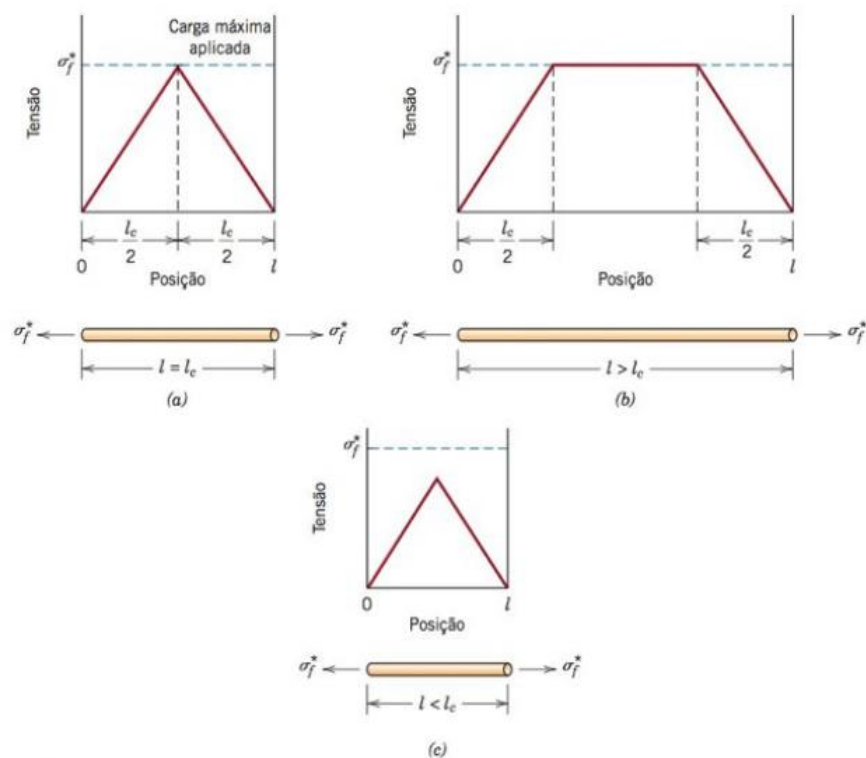 Carga máxima
aplicada
σ*f
Tensão
lc
2
lc
2
0
l
Posição
σ*f
σ*f
l = lc
(a)
σ*f
Tensão
lc
2
lc
2
0
l
Posição
σ*f
σ*f
l > lc
(b)
σ*f
Tensão
0
l
Posição
σ*f
σ*f
l < lc
(c)